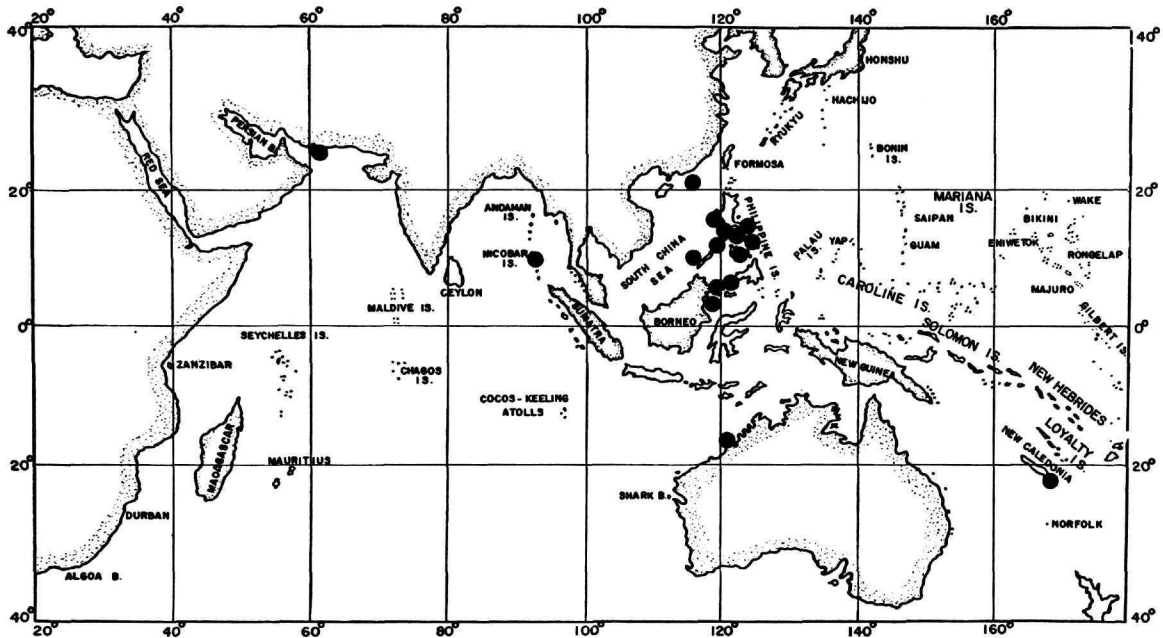 20° 40° 60° 80° 100° 120° 140° 160°
40° 40°
HONSHU
HACHIJO
PERSIAN B.
RYUKYU
RED SEA
BONIN
IS.
FORMOSA
20° 20°
MARIANA
IS.
WAKE
ANDAMAN
IS.
PHILIPPINE IS.
SAIPAN
BIKINI
GUAM
YAP
PALAU
IS.
ENIWETOK
RONGELAP
NICOBAR
IS.
SOUTH CHINA
SEA
CEYLON
MAJURO
CAROLINE IS.
MALDIVE IS.
GILBERT IS.
SUMATRA
BORNEO
0° 0°
SEYCHELLES IS.
SOLOMON IS.
ZANZIBAR
CHAGOS
IS.
NEW GUINEA
NEW HEBRIDES
COCOS-KEELING
ATOLLS
MADAGASCAR
LOYALTY
IS.
NEW CALEDONIA
MAURITIUS
20° 20°
SHARK B.
DURBAN
NORFOLK
ALGOA B.
40° 40°
20° 40° 60° 80° 100° 120° 140° 160°